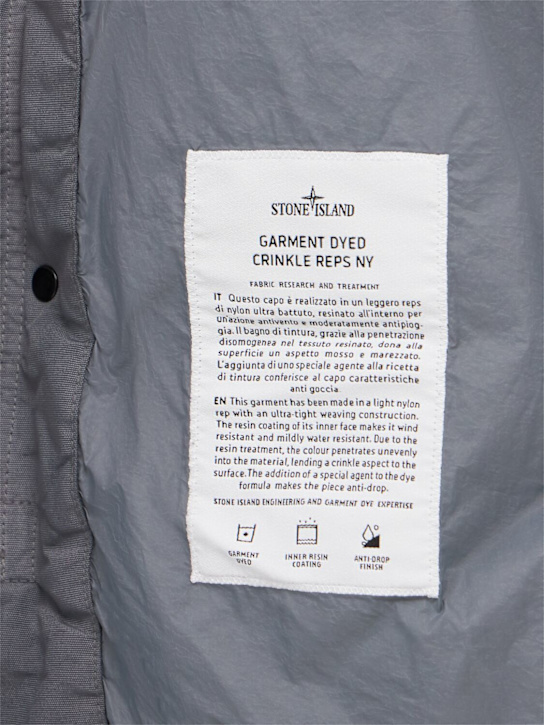 STONE ISLAND
GARMENT DYED
CRINKLE REPS NY
FABRIC RESEARCH AND TREATMENT
IT Questo capo è realizzato in un leggero reps
di nylon ultra battuto, resinato all'interno per
un'azione antivento e moderatamente antipiog-
gia. Il bagno di tintura, grazie alla penetrazione
disomogenea nel tessuto resinato, dona alla
superficie un aspetto mosso e marezzato.
L'aggiunta di uno speciale agente alla ricetta
di tintura conferisce al capo caratteristiche
anti goccia.
EN This garment has been made in a light nylon
rep with an ultra-tight weaving construction.
The resin coating of its inner face makes it wind
resistant and mildly water resistant. Due to the
resin treatment, the colour penetrates unevenly
into the material, lending a crinkle aspect to the
surface. The addition of a special agent to the dye
formula makes the piece anti-drop.
STONE ISLAND ENGINEERING AND GARMENT DYE EXPERTISE
GARMENT DYED
INNER RESIN COATING
ANTI DROP FINISH